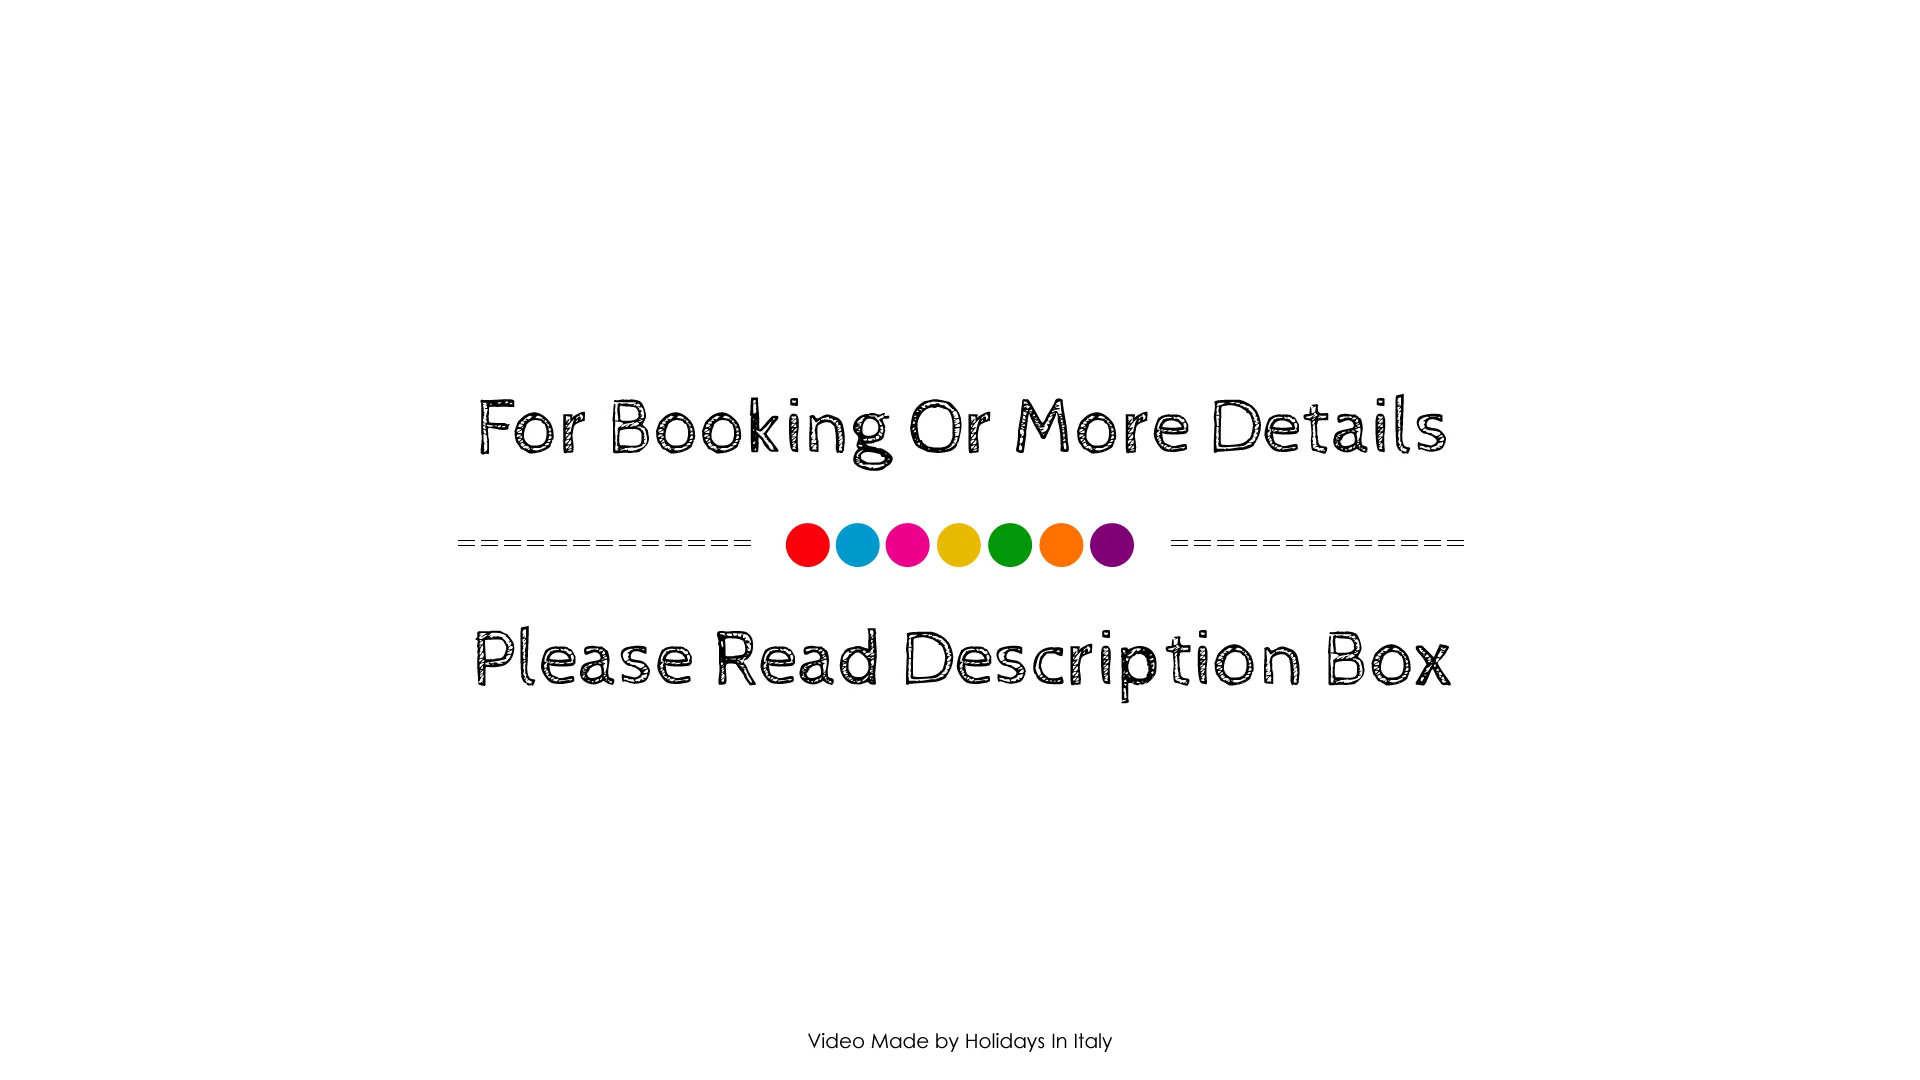 For Booking Or More Details
============= =============
Please Read Description Box
Video Made by Holidays In Italy